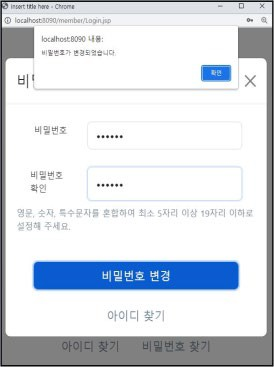 Insert title here - Chrome
localhost:8090/member/Login.jsp
localhost:8090 내용:
비밀번호가 변경되었습니다.
확인
비밀번호
비밀번호
확인
영문, 숫자, 특수문자를 혼합하여 최소 5자리 이상 19자리 이하로
설정해 주세요.
비밀번호 변경
아이디 찾기
아이디 찾기 비밀번호 찾기